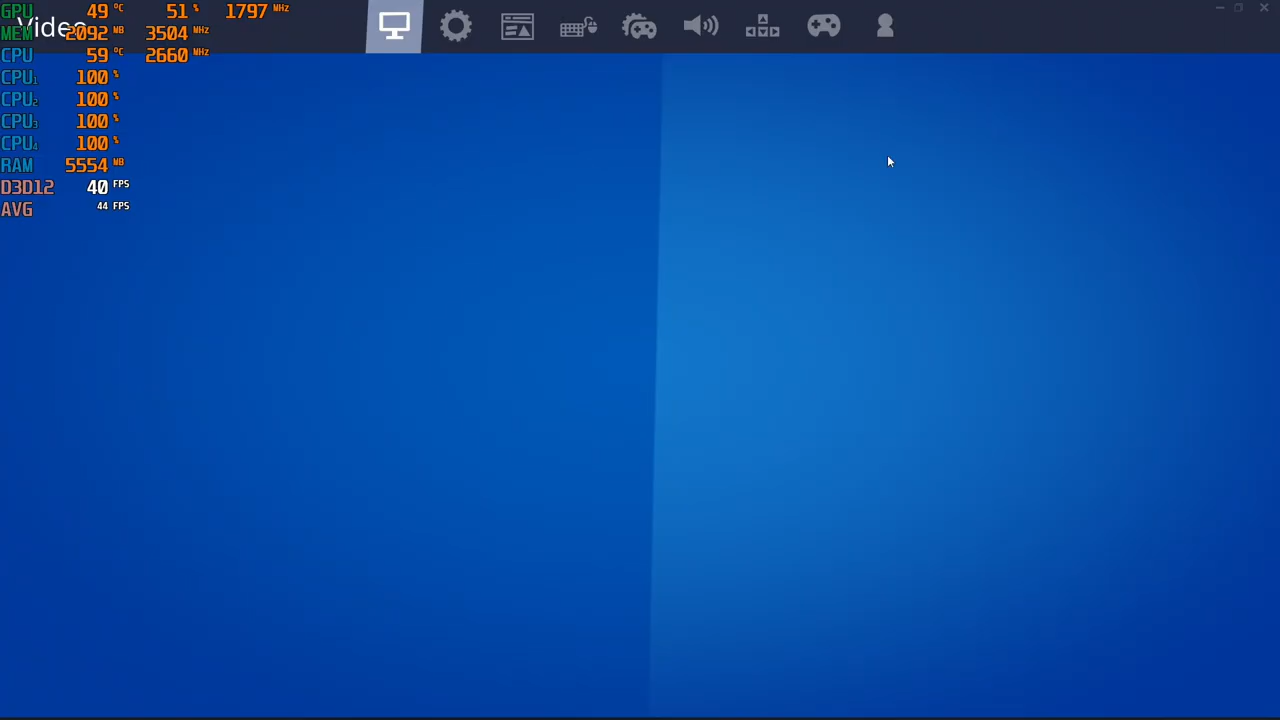 Video
GPU 49 °C 51 % 1797 MHz
MEM 2092 MB 3504 MHz
CPU 59 °C 2660 MHz
CPU1 100 %
CPU2 100 %
CPU3 100 %
CPU4 100 %
RAM 5554 MB
D3D12 40 FPS
AVG 44 FPS